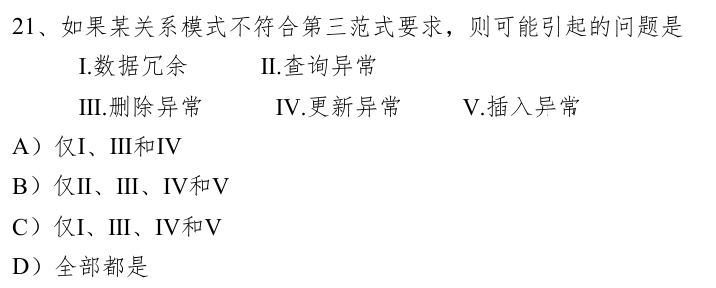 21、如果某关系模式不符合第三范式要求，则可能引起的问题是
I.数据冗余 II.查询异常
III.删除异常 IV.更新异常 V.插入异常
A）仅I、III和IV
B）仅II、III、IV和V
C）仅I、III、IV和V
D）全部都是